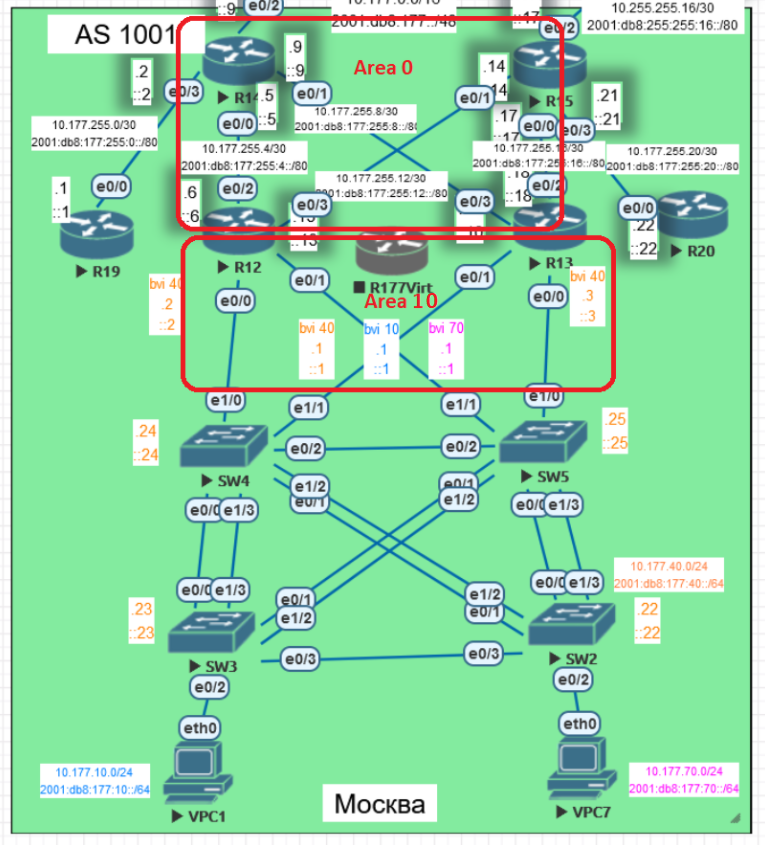 ::9
e0/2
10.177.0.0/16
2001:db8:177::/48
::17
e0/2
10.255.255.16/30
2001:db8:255:255:16::/80
AS 1001
.9
::9
Area 0
.2
::2
e0/3
R14
.5
::5
e0/1
e0/0
.14
e0/1
R15
.17
e0/0
e0/3
.21
::21
10.177.255.0/30
2001:db8:177:255:0::/80
10.177.255.8/30
2001:db8:177:255:8::/80
10.177.255.4/30
2001:db8:177:255:4::/80
10.177.255.12/30
2001:db8:177:255:12::/80
2001:db8:177:255:16::/80
10.177.255.20/30
2001:db8:177:255:20::/80
.1
::1
e0/0
R19
.6
::6
e0/2
e0/3
R12
e0/3
e0/2
::18
R13
e0/0
.22
::22
R20
R177Virt
Area 10
bvi 40
.2
::2
e0/0
e0/1
e0/1
e0/0
bvi 40
.3
::3
bvi 40
.1
::1
bvi 10
.1
::1
bvi 70
.1
::1
e1/0
e1/1
e1/1
e1/0
.24
::24
SW4
e0/2
e0/2
SW5
.25
::25
e1/2
e0/1
e0/1
e1/2
e0/0
e1/3
e0/0
e1/3
10.177.40.0/24
2001:db8:177:40::/64
e0/0
e1/3
e0/1
e1/2
e1/2
e0/1
e0/0
e1/3
.23
::23
SW3
e0/3
e0/3
SW2
.22
::22
e0/2
e0/2
eth0
eth0
10.177.10.0/24
2001:db8:177:10::/64
VPC1
Москва
VPC7
10.177.70.0/24
2001:db8:177:70::/64